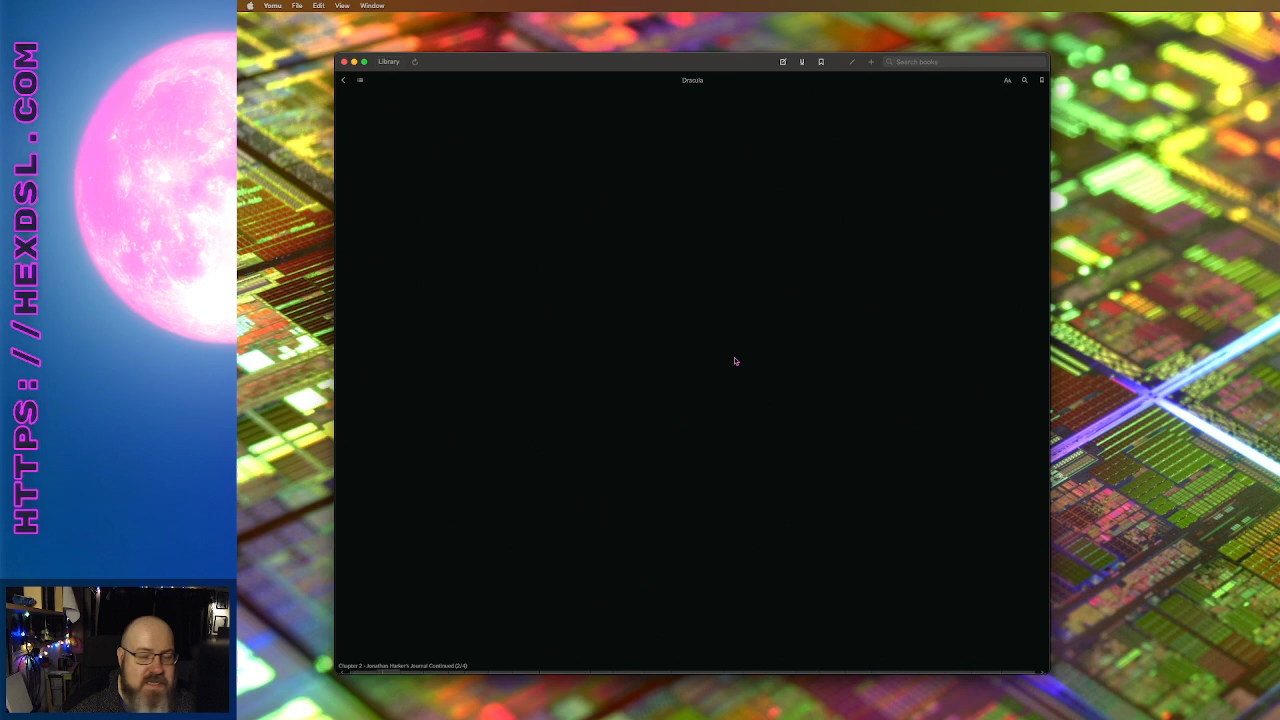 HTTPS://HEXDSL.COM
Yomu File Edit View Window
Library
Search books
Dracula
AA
Chapter 2 - Jonathan Harker's Journal Continued (2/4)